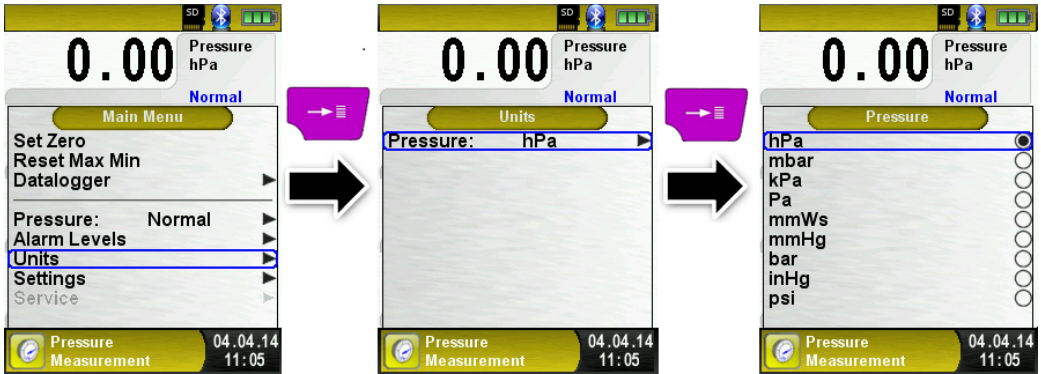 SD
0.00
Pressure
hPa
Normal
Main Menu
Set Zero
Reset Max Min
Datalogger
Pressure: Normal
Alarm Levels
Units
Settings
Service
Pressure
Measurement
04.04.14
11:05
SD
0.00
Pressure
hPa
Normal
Units
Pressure: hPa
Pressure
Measurement
04.04.14
11:05
SD
0.00
Pressure
hPa
Normal
Pressure
hPa
mbar
kPa
Pa
mmWs
mmHg
bar
inHg
psi
Pressure
Measurement
04.04.14
11:05